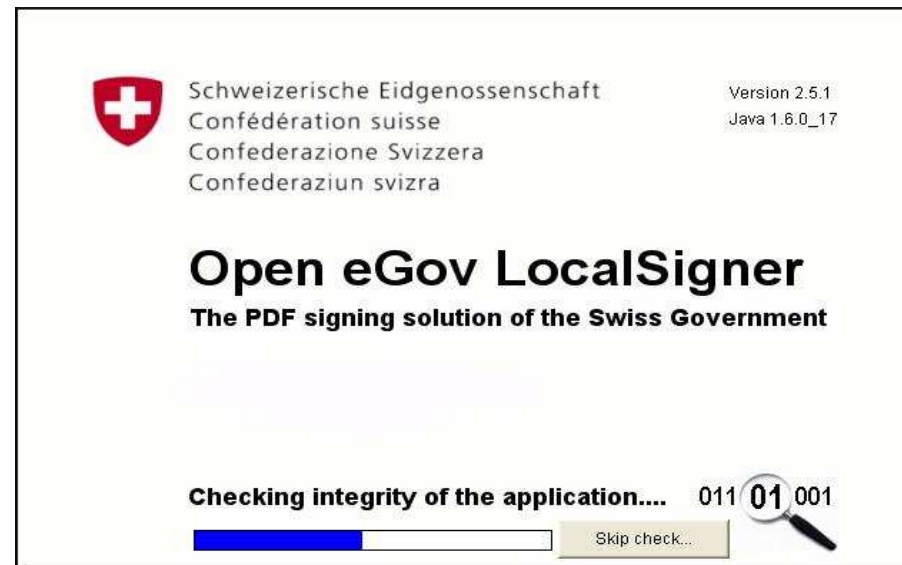 Schweizerische Eidgenossenschaft
Confédération suisse
Confederazione Svizzera
Confederaziun svizra
Version 2.5.1
Java 1.6.0_17
Open eGov LocalSigner
The PDF signing solution of the Swiss Government
Checking integrity of the application....
011 01 001
Skip check...